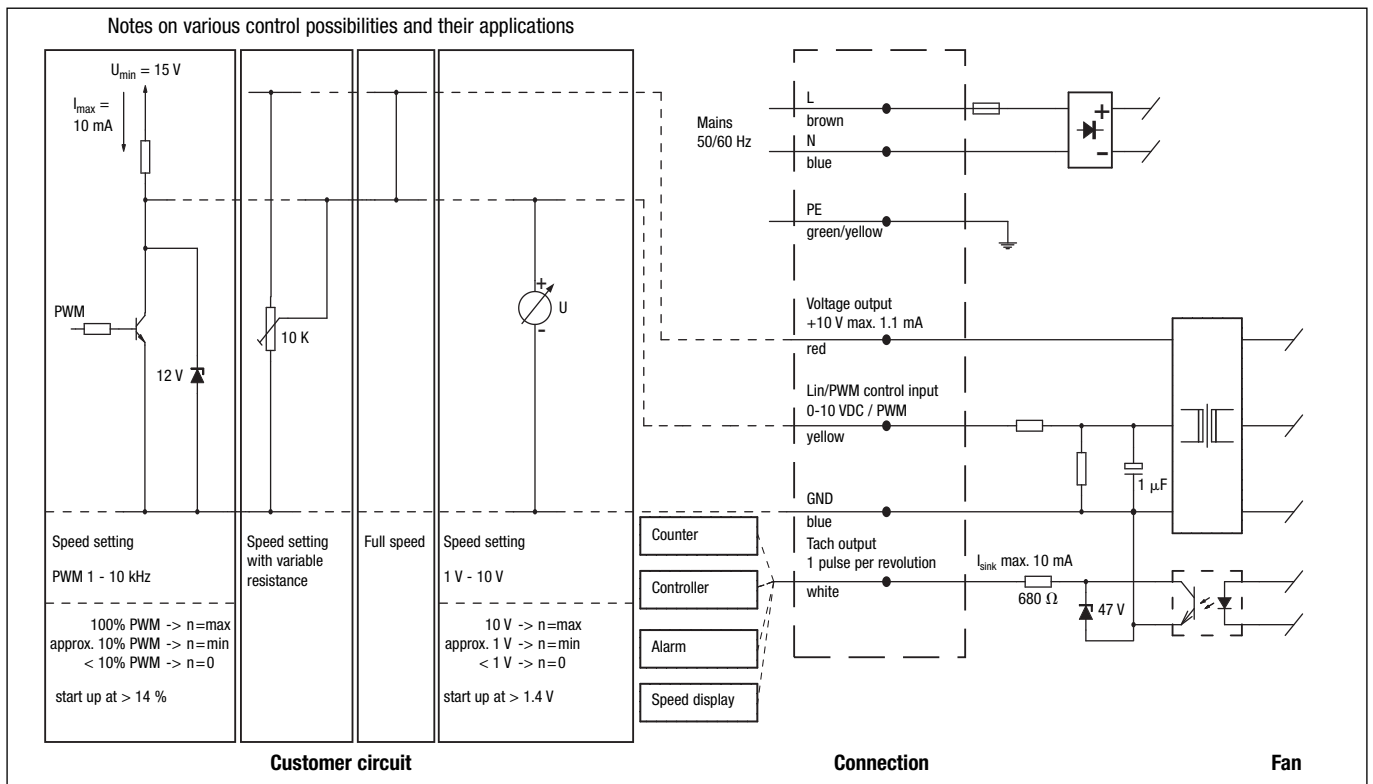 Notes on various control possibilities and their applications
Umin = 15 V
Imax =
10 mA
PWM
12 V
Speed setting
PWM 1 - 10 kHz
100% PWM -> n=max
approx. 10% PWM -> n=min
< 10% PWM -> n=0
start up at > 14 %
10 K
Speed setting
with variable
resistance
Full speed
+
U
-
Speed setting
1 V - 10 V
10 V -> n=max
approx. 1 V -> n=min
< 1 V -> n=0
start up at > 1.4 V
Counter
Controller
Alarm
Speed display
Mains
50/60 Hz
L
brown
N
blue
PE
green/yellow
Voltage output
+10 V max. 1.1 mA
red
Lin/PWM control input
0-10 VDC / PWM
yellow
GND
blue
Tach output
1 pulse per revolution
white
+
-
1 µF
Isink max. 10 mA
680 Ω
47 V
Customer circuit
Connection
Fan